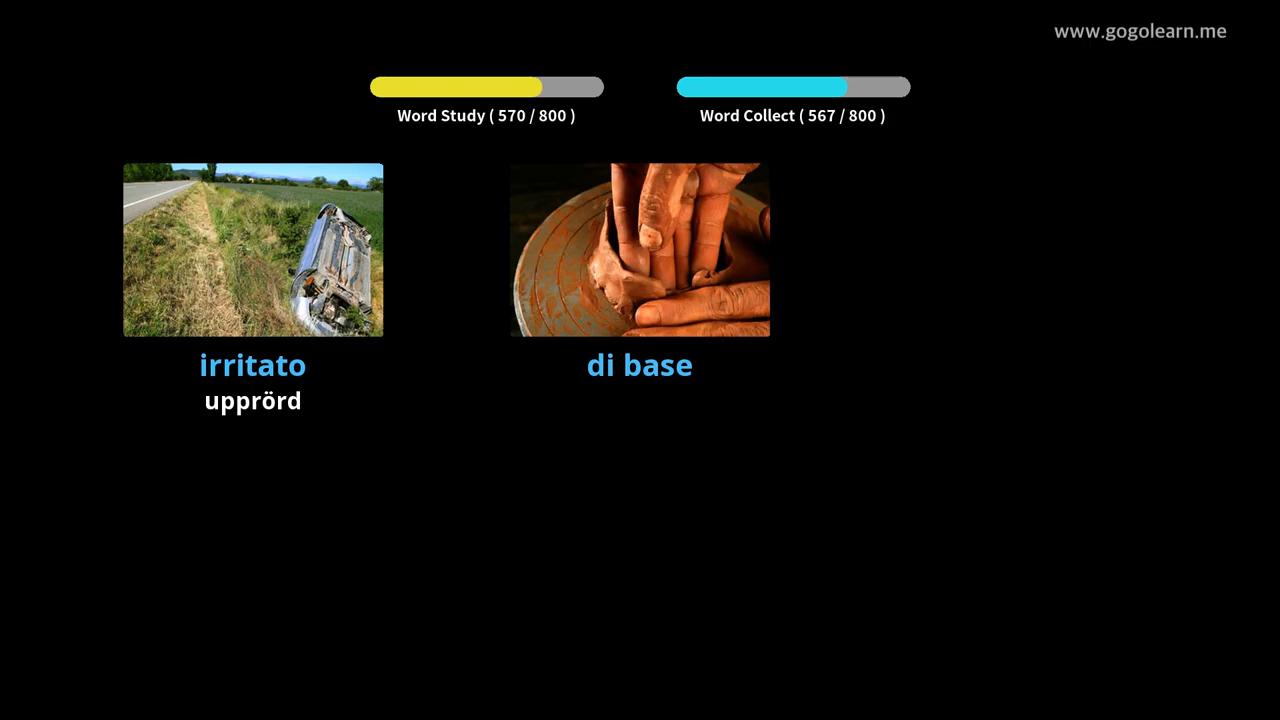 www.gogolearn.me
Word Study ( 570 / 800 )
Word Collect ( 567 / 800 )
irritato
upprörd
di base